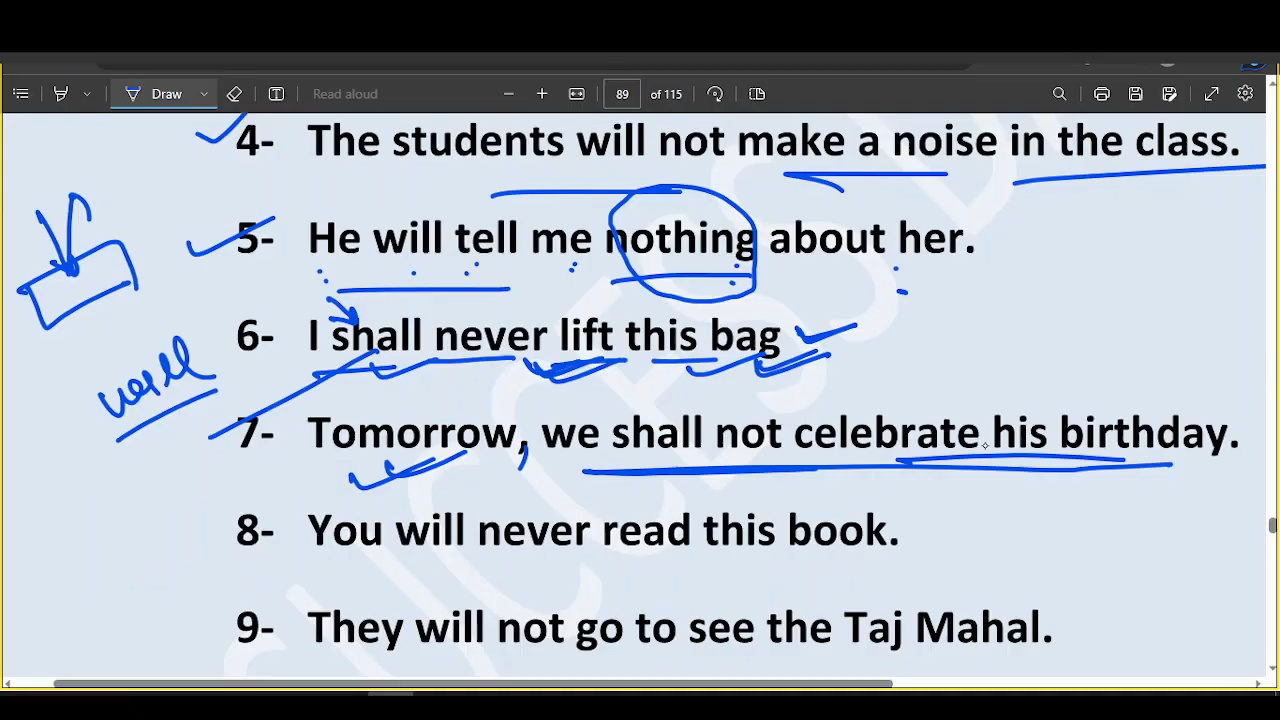 Draw
Read aloud
89 of 115
4- The students will not make a noise in the class.
5- He will tell me nothing about her.
6- I shall never lift this bag
will
7- Tomorrow, we shall not celebrate his birthday.
8- You will never read this book.
9- They will not go to see the Taj Mahal.
SUCCESS